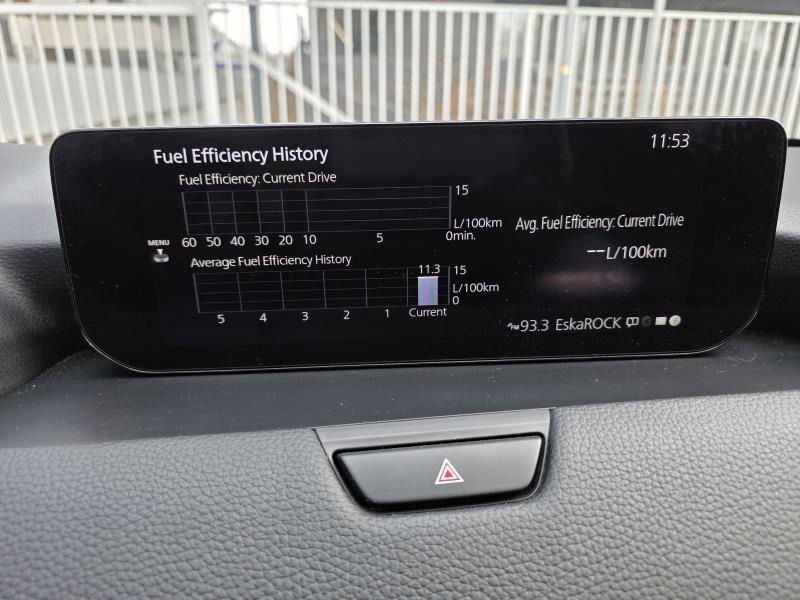 11:53
Fuel Efficiency History
Fuel Efficiency: Current Drive
15
L/100km
60 50 40 30 20 10 5 0min.
MENU
Avg. Fuel Efficiency: Current Drive
--L/100km
Average Fuel Efficiency History
11.3 15
L/100km
0
5 4 3 2 1 Current
FM 93.3 EskaROCK